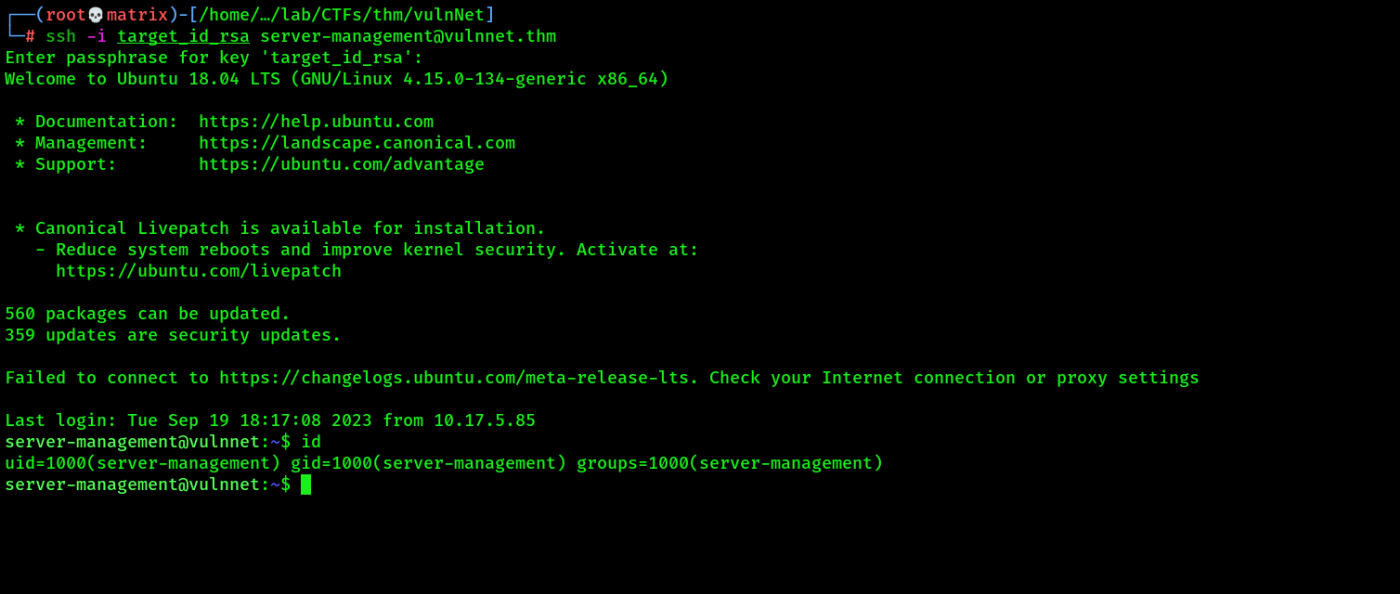 ┌──(root💀matrix)-[/home/…/lab/CTFs/thm/vulnNet]
└─# ssh -i target_id_rsa server-management@vulnnet.thm
Enter passphrase for key 'target_id_rsa':
Welcome to Ubuntu 18.04 LTS (GNU/Linux 4.15.0-134-generic x86_64)

 * Documentation:  https://help.ubuntu.com
 * Management:     https://landscape.canonical.com
 * Support:        https://ubuntu.com/advantage


 * Canonical Livepatch is available for installation.
   - Reduce system reboots and improve kernel security. Activate at:
     https://ubuntu.com/livepatch

560 packages can be updated.
359 updates are security updates.

Failed to connect to https://changelogs.ubuntu.com/meta-release-lts. Check your Internet connection or proxy settings

Last login: Tue Sep 19 18:17:08 2023 from 10.17.5.85
server-management@vulnnet:~$ id
uid=1000(server-management) gid=1000(server-management) groups=1000(server-management)
server-management@vulnnet:~$